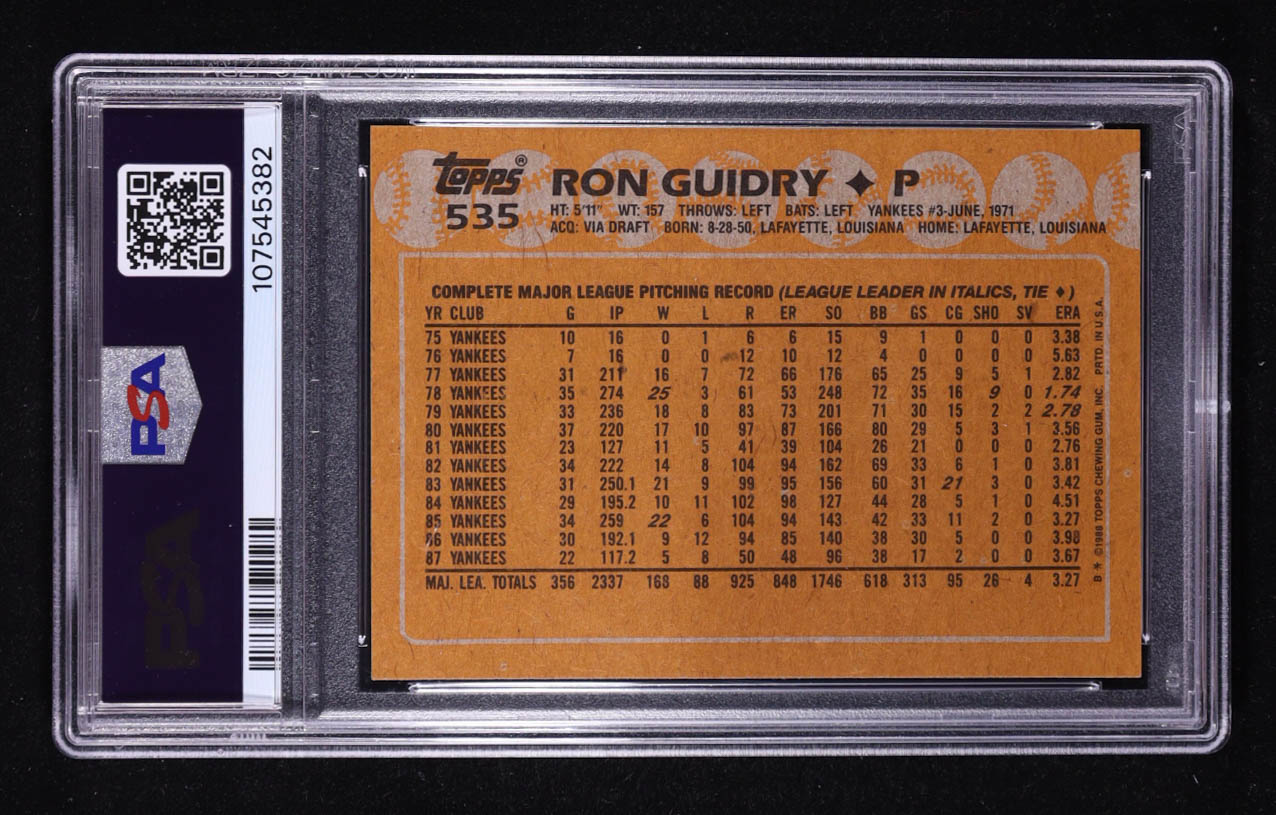 topps® RON GUIDRY ✦ P
535 HT: 5'11" WT: 157 THROWS: LEFT BATS: LEFT YANKEES #3-JUNE, 1971
ACQ: VIA DRAFT BORN: 8-28-50, LAFAYETTE, LOUISIANA HOME: LAFAYETTE, LOUISIANA
COMPLETE MAJOR LEAGUE PITCHING RECORD (LEAGUE LEADER IN ITALICS, TIE ♦)
YR CLUB G IP W L R ER SO BB GS CG SHO SV ERA
75 YANKEES 10 16 0 1 6 6 15 9 1 0 0 0 3.38
76 YANKEES 7 16 0 0 12 10 12 4 0 0 0 0 5.63
77 YANKEES 31 211 16 7 72 66 176 65 25 9 5 1 2.82
78 YANKEES 35 274 25 3 61 53 248 72 35 16 9 0 1.74
79 YANKEES 33 236 18 8 83 73 201 71 30 15 2 2 2.78
80 YANKEES 37 220 17 10 97 87 166 80 29 5 3 1 3.56
81 YANKEES 23 127 11 5 41 39 104 26 21 0 0 0 2.76
82 YANKEES 34 222 14 8 104 94 162 69 33 6 1 0 3.81
83 YANKEES 31 250.1 21 9 99 95 156 60 31 21 3 0 3.42
84 YANKEES 29 195.2 10 11 102 98 127 44 28 5 1 0 4.51
85 YANKEES 34 259 22 6 104 94 143 42 33 11 2 0 3.27
86 YANKEES 30 192.1 9 12 94 85 140 38 30 5 0 0 3.98
87 YANKEES 22 117.2 5 8 50 48 96 38 17 2 0 0 3.67
MAJ. LEA. TOTALS 356 2337 168 88 925 848 1746 618 313 95 26 4 3.27
B * ©1988 TOPPS CHEWING GUM, INC. PRTD. IN U.S.A.
107545382
PSA
PSA